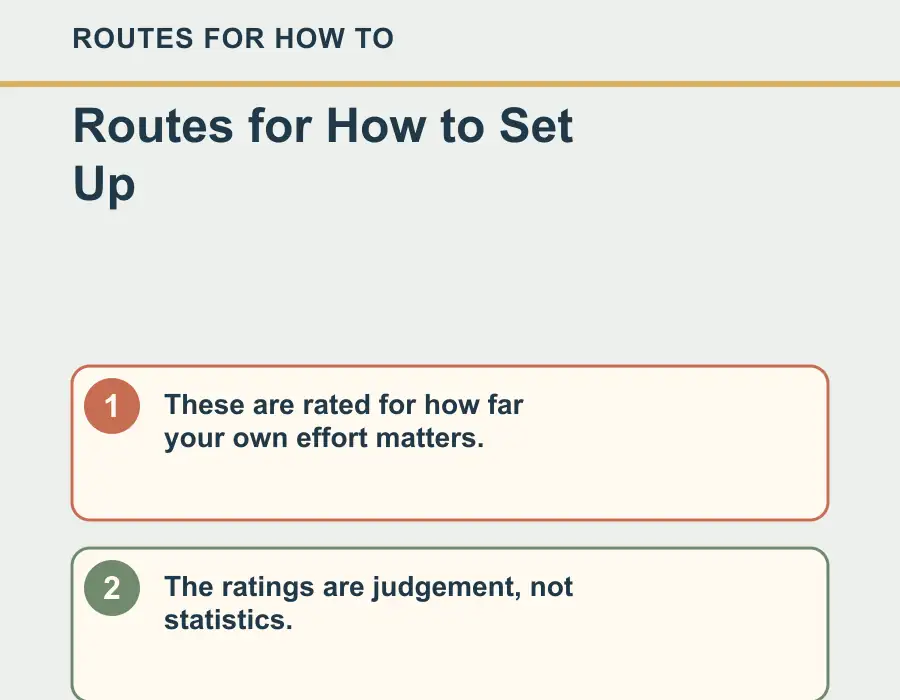 ROUTES FOR HOW TO
Routes for How to Set
Up
1
These are rated for how far
your own effort matters.
2
The ratings are judgement, not
statistics.